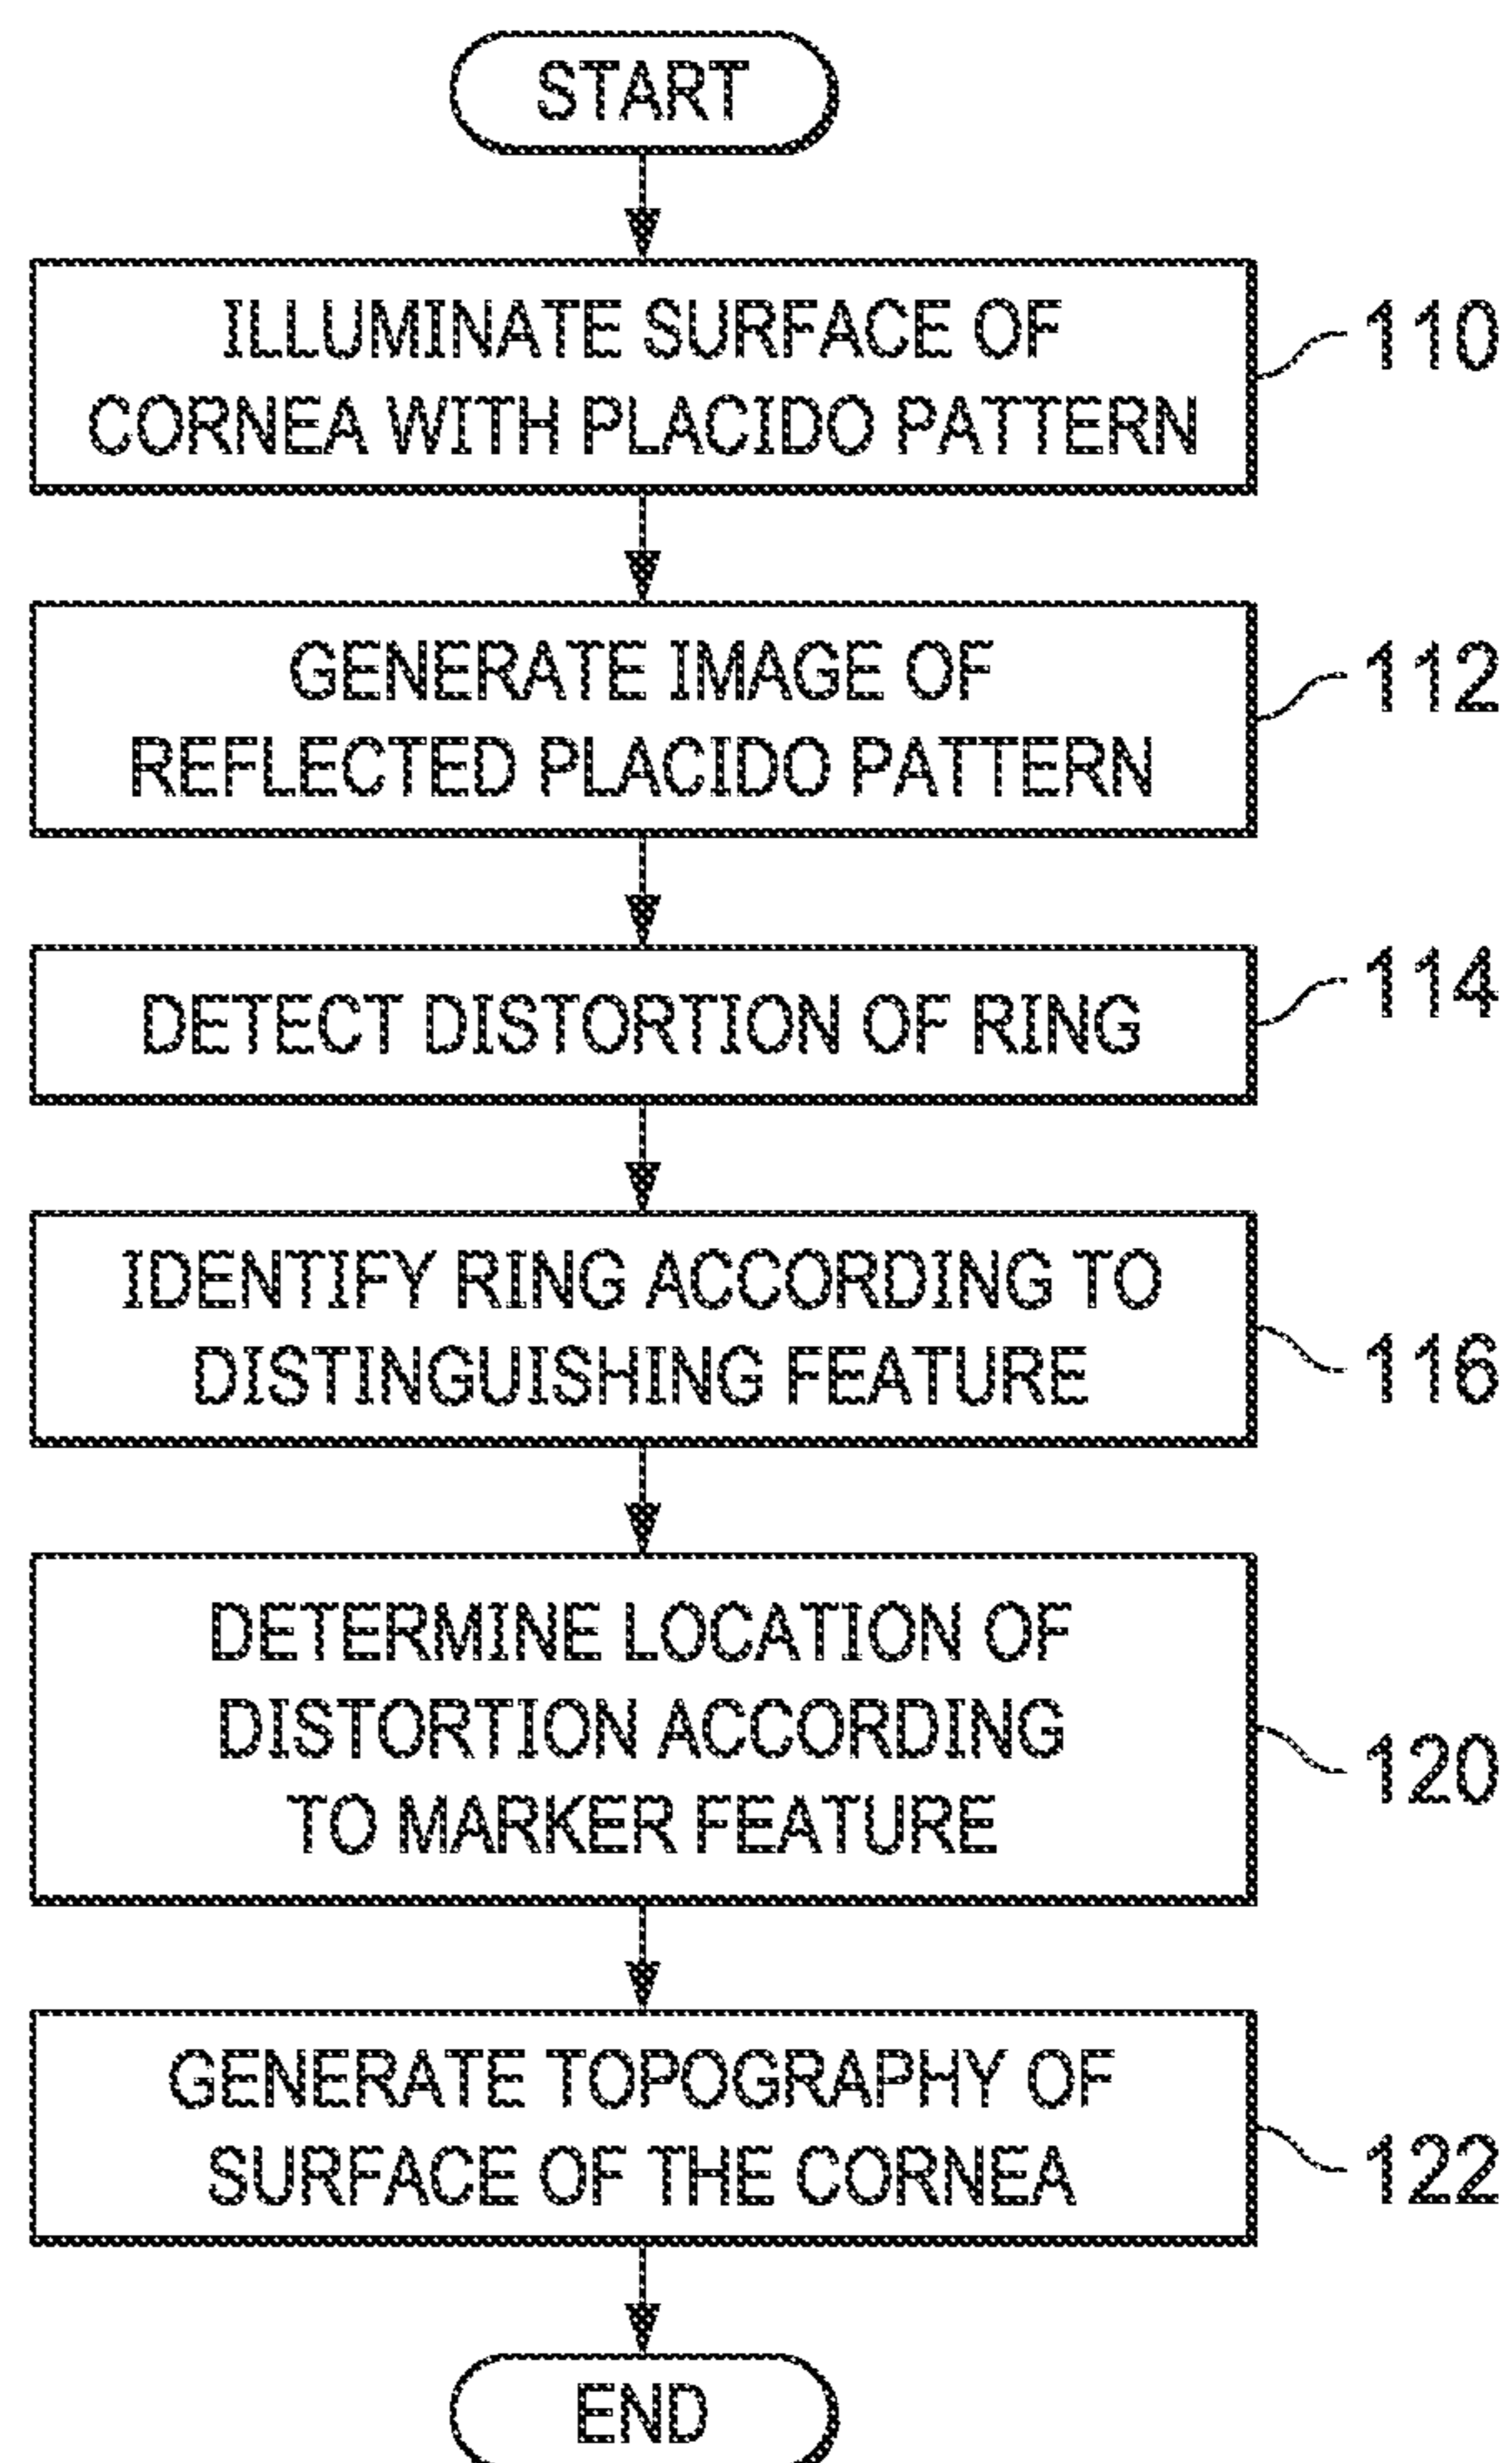 START
ILLUMINATE SURFACE OF
CORNEA WITH PLACIDO PATTERN
110
GENERATE IMAGE OF
REFLECTED PLACIDO PATTERN
112
DETECT DISTORTION OF RING
114
IDENTIFY RING ACCORDING TO
DISTINGUISHING FEATURE
116
DETERMINE LOCATION OF
DISTORTION ACCORDING
TO MARKER FEATURE
120
GENERATE TOPOGRAPHY OF
SURFACE OF THE CORNEA
122
END